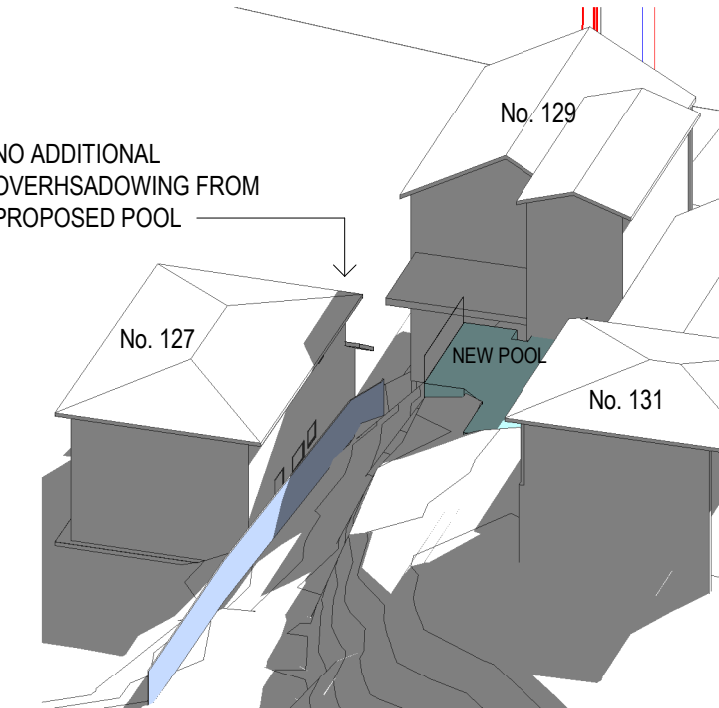 No. 129
NO ADDITIONAL
OVERHSADOWING FROM
PROPOSED POOL
No. 127
NEW POOL
No. 131